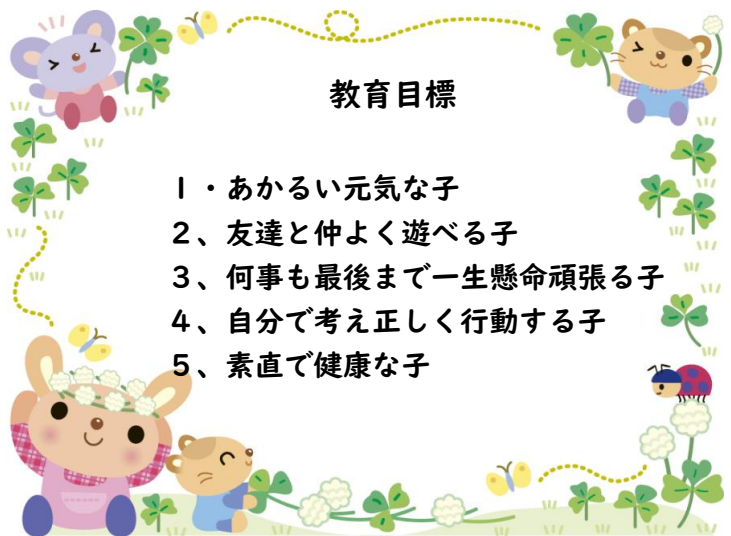 教育目標
１・あかるい元気な子
２、友達と仲よく遊べる子
３、何事も最後まで一生懸命頑張る子
４、自分で考え正しく行動する子
５、素直で健康な子